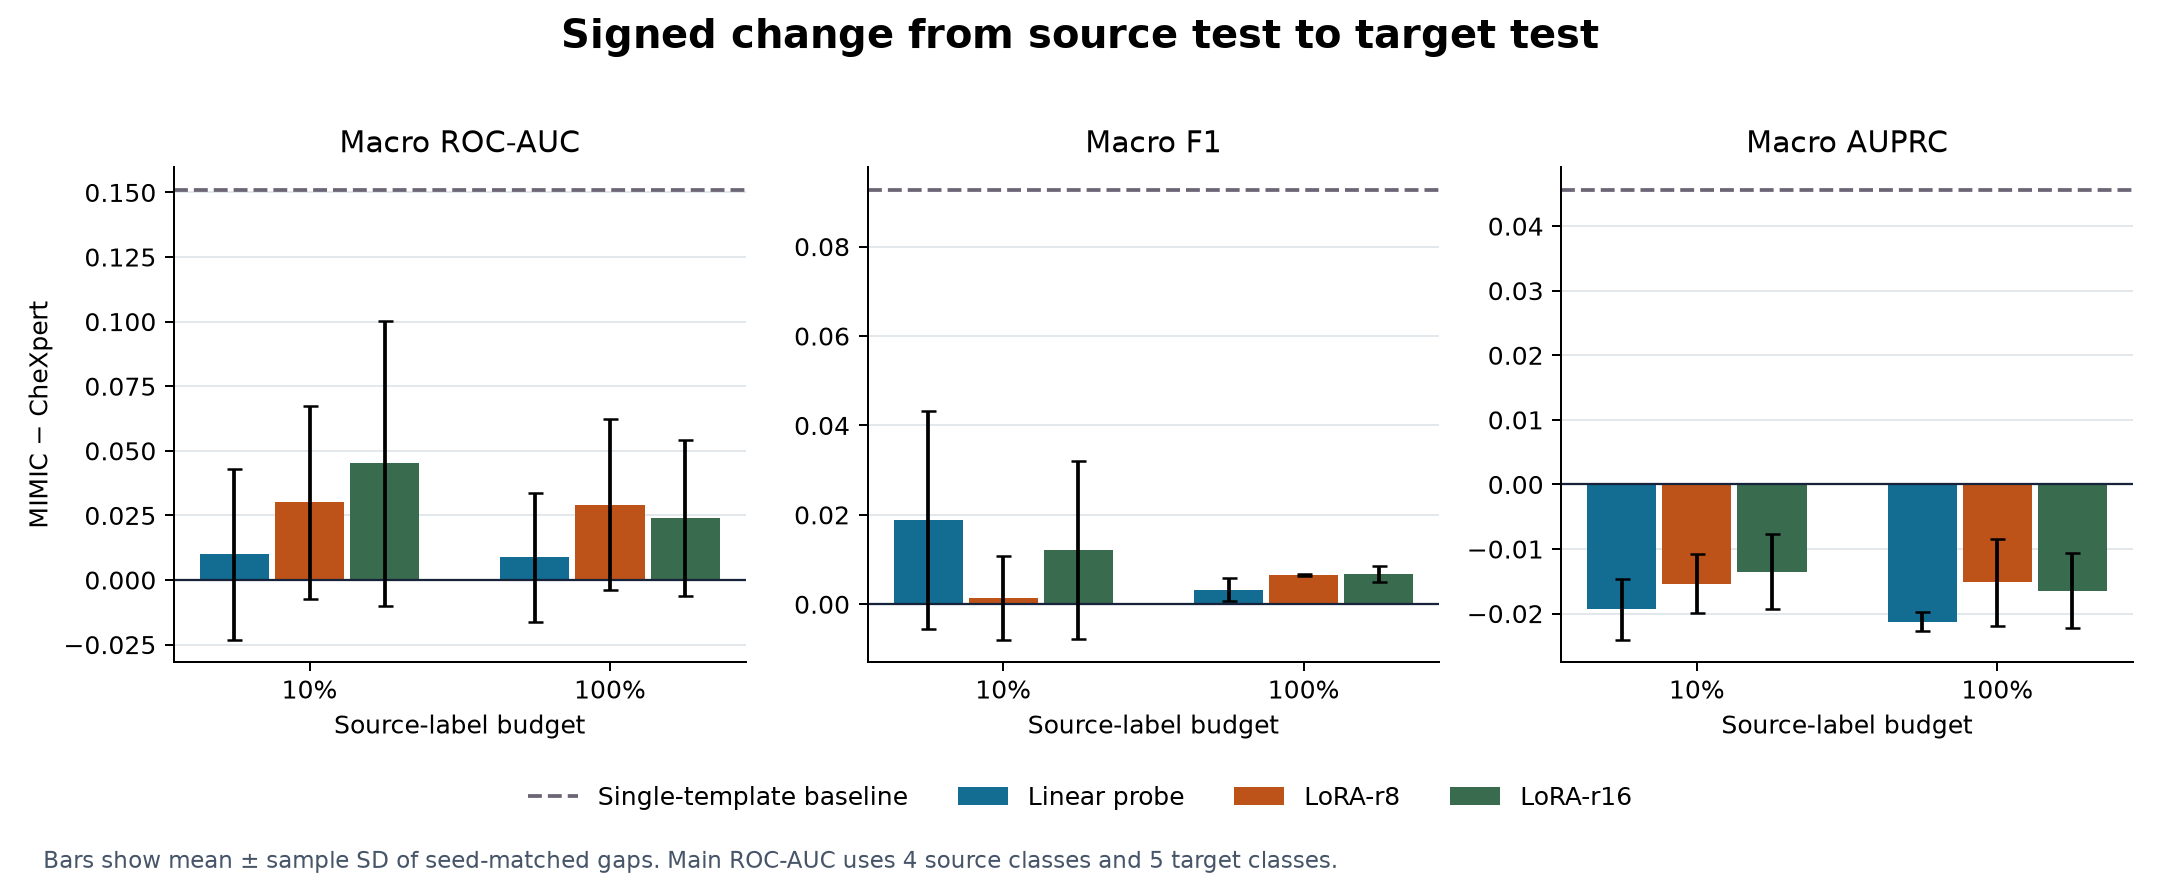 Signed change from source test to target test
Macro ROC-AUC
Macro F1
Macro AUPRC
MIMIC − CheXpert
0.150
0.125
0.100
0.075
0.050
0.025
0.000
−0.025
10%
100%
Source-label budget
0.08
0.06
0.04
0.02
0.00
10%
100%
Source-label budget
0.04
0.03
0.02
0.01
0.00
−0.01
−0.02
10%
100%
Source-label budget
Single-template baseline
Linear probe
LoRA-r8
LoRA-r16
Bars show mean ± sample SD of seed-matched gaps. Main ROC-AUC uses 4 source classes and 5 target classes.